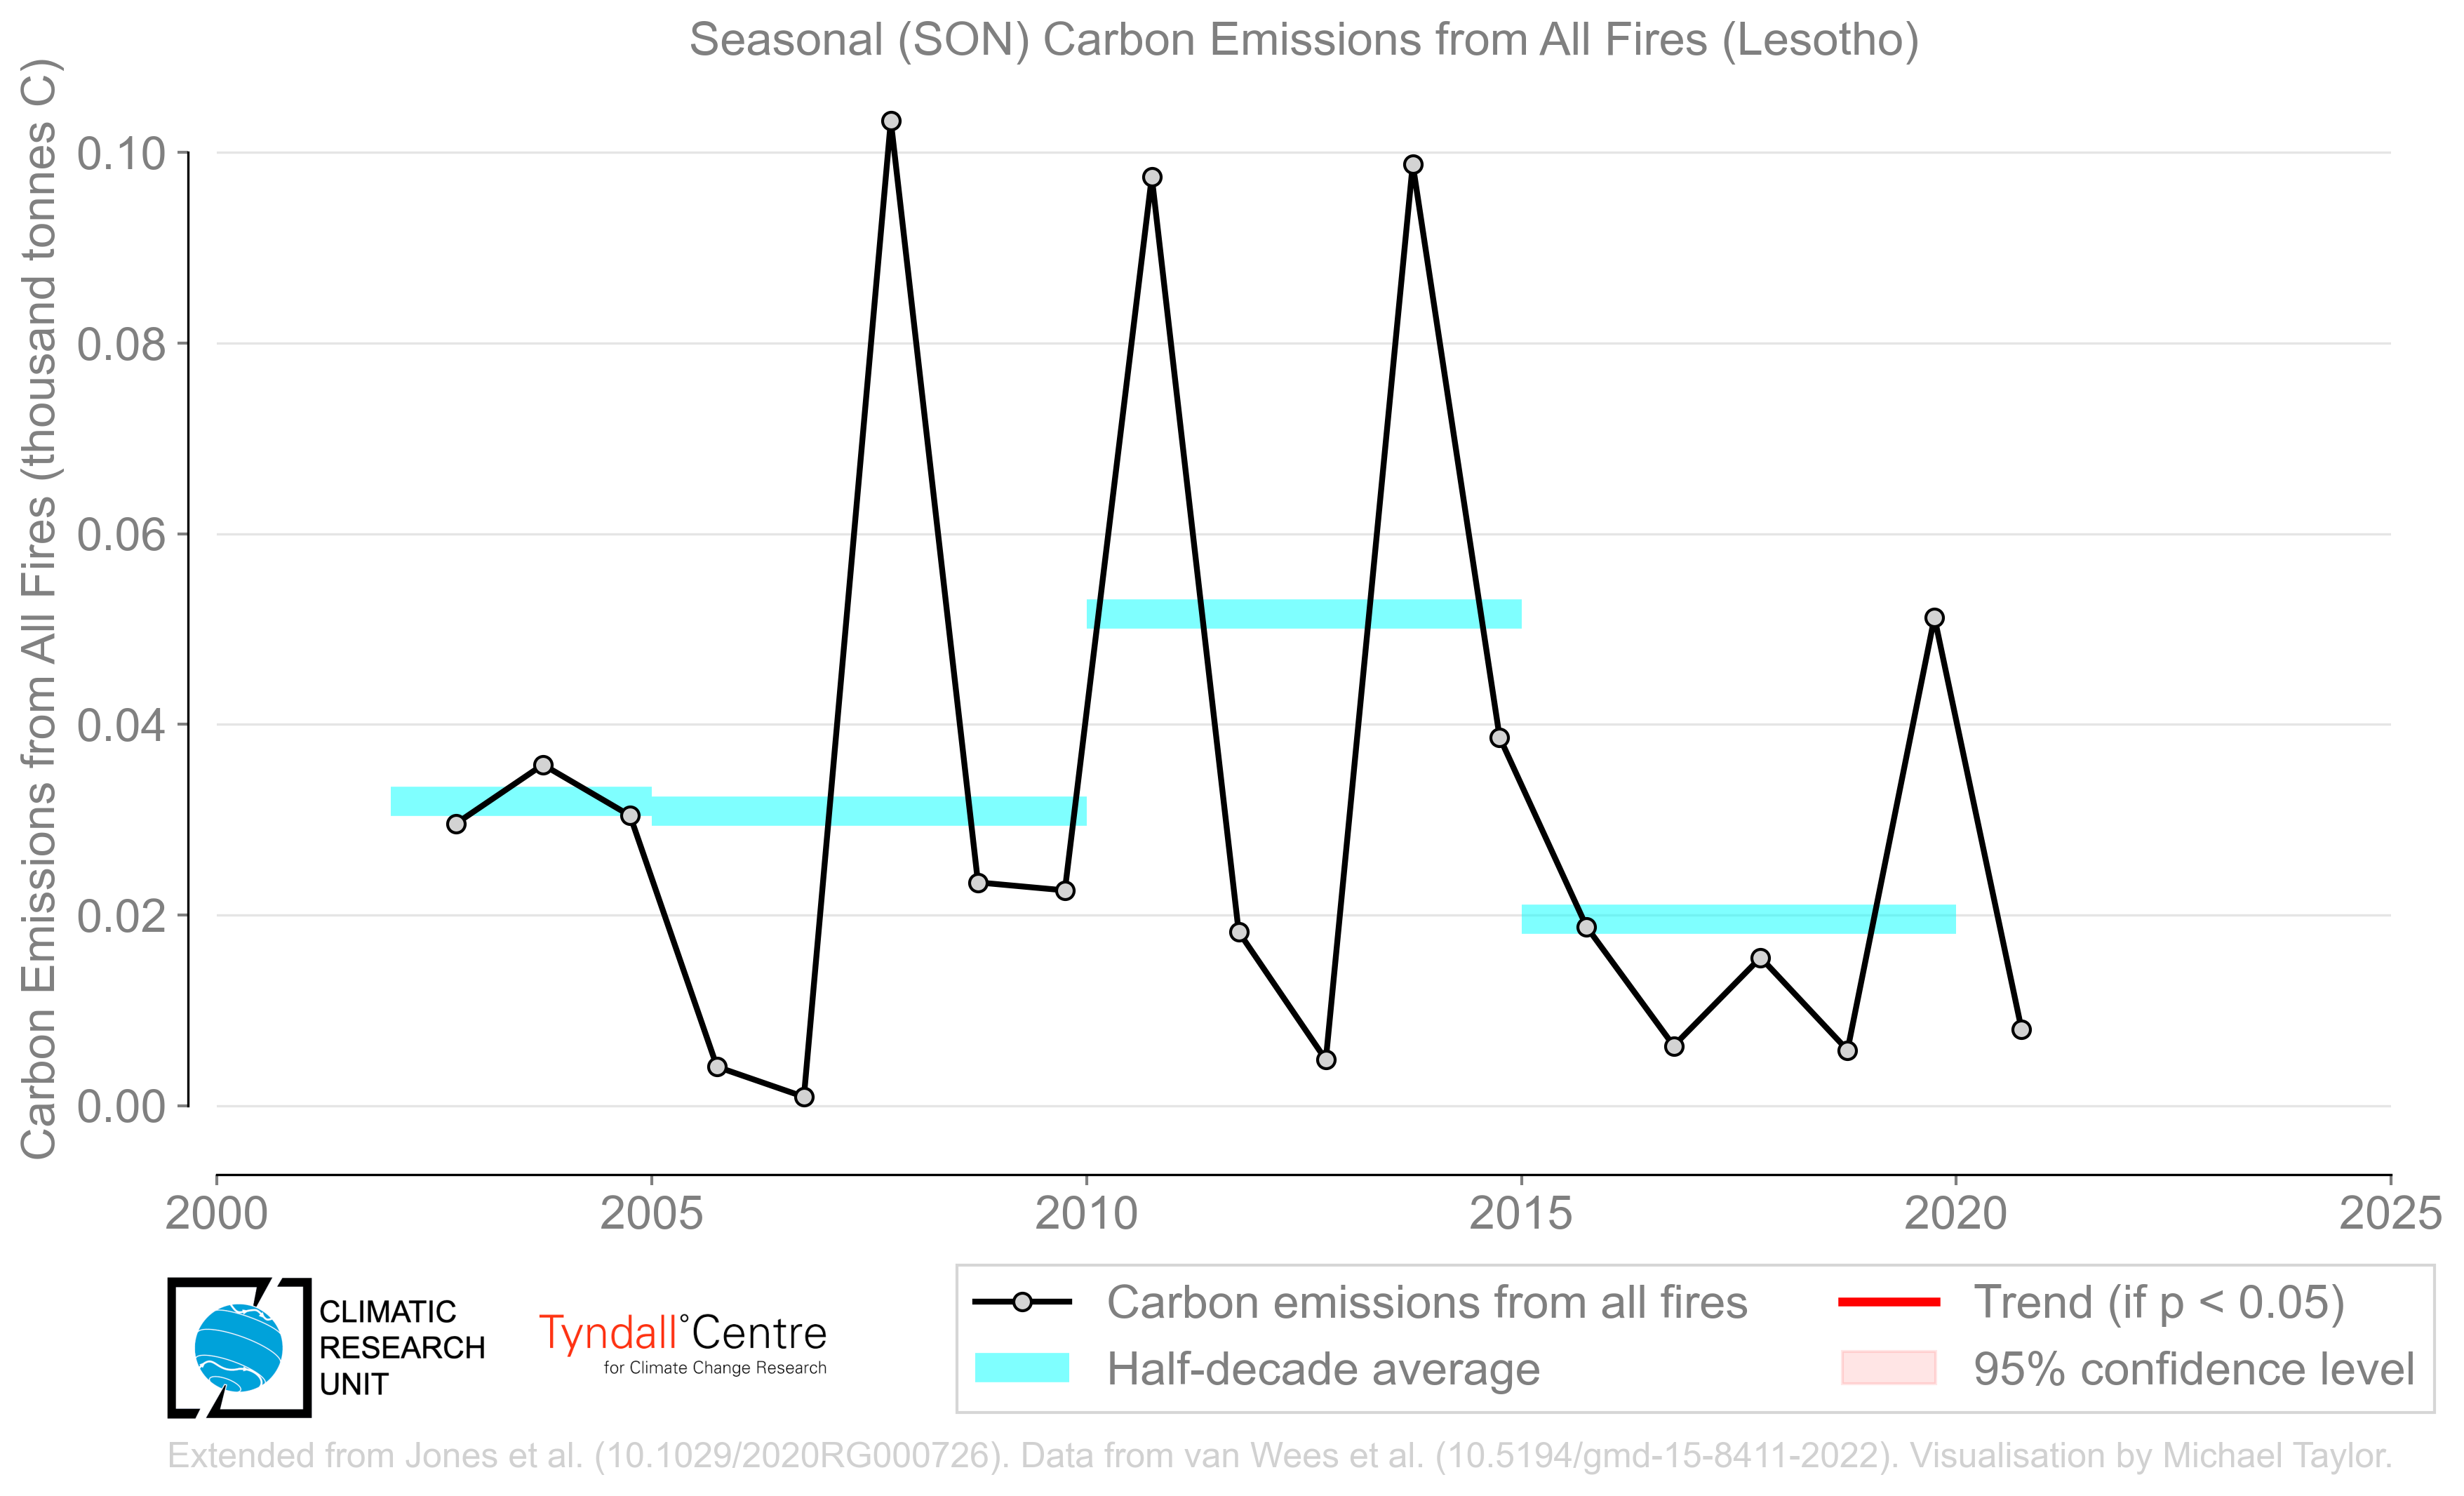 Seasonal (SON) Carbon Emissions from All Fires (Lesotho)
Carbon Emissions from All Fires (thousand tonnes C)
0.10
0.08
0.06
0.04
0.02
0.00
2000 2005 2010 2015 2020 2025
CLIMATIC
RESEARCH
UNIT
Tyndall°Centre
for Climate Change Research
Carbon emissions from all fires
Half-decade average
Trend (if p < 0.05)
95% confidence level
Extended from Jones et al. (10.1029/2020RG000726). Data from van Wees et al. (10.5194/gmd-15-8411-2022). Visualisation by Michael Taylor.